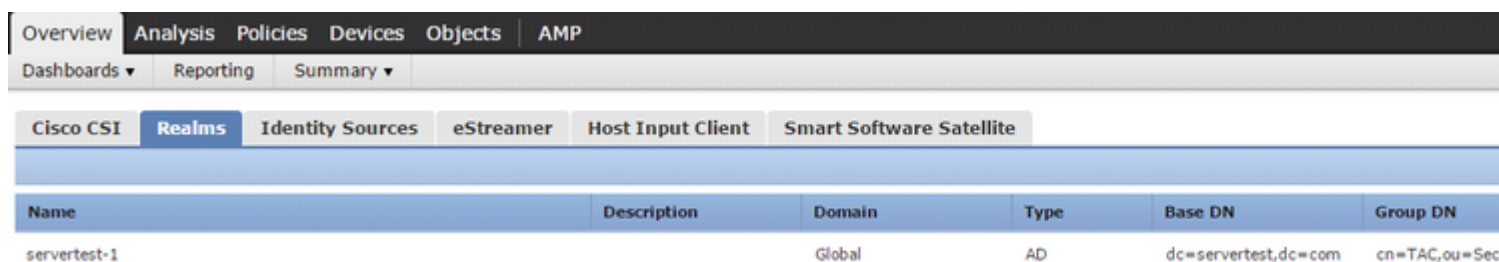 Overview Analysis Policies Devices Objects AMP
Dashboards ▾ Reporting Summary ▾
Cisco CSI Realms Identity Sources eStreamer Host Input Client Smart Software Satellite
Name Description Domain Type Base DN Group DN
servertest-1 Global AD dc=servertest,dc=com cn=TAC,ou=Sec